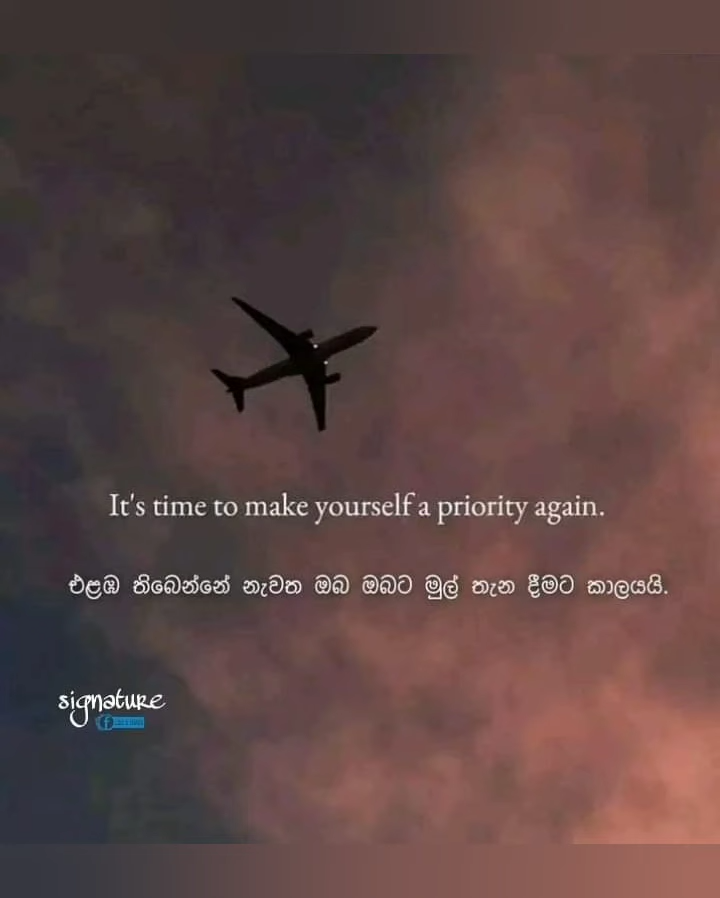 It's time to make yourself a priority again.
එළඹ තිබෙන්නේ නැවත ඔබ ඔබට මුල් තැන දීමට කාලයයි.
signature